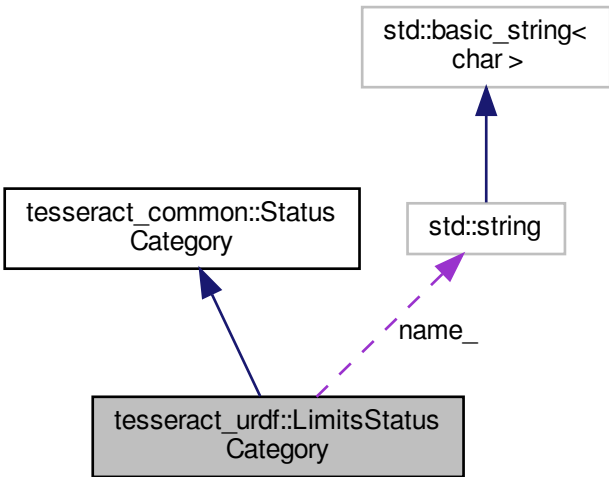 std::basic_string<
char >
tesseract_common::Status
Category
std::string
name_
tesseract_urdf::LimitsStatus
Category